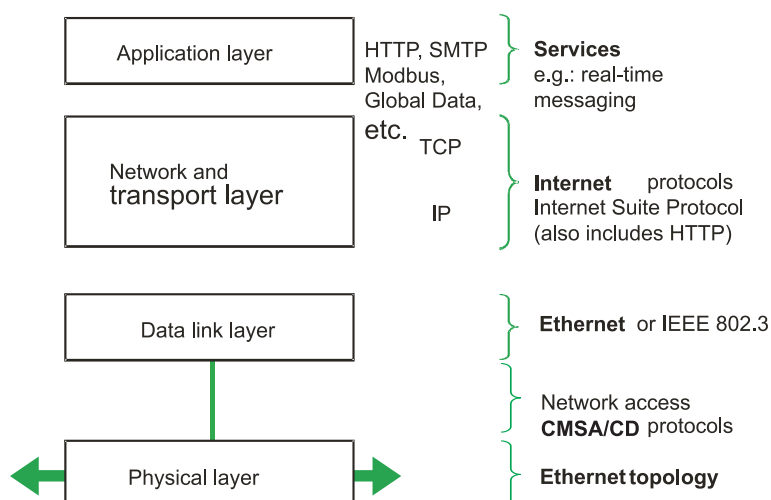 Application layer
HTTP, SMTP
Modbus,
Global Data,
etc.
Services
e.g.: real-time
messaging
Network and
transport layer
TCP
IP
Internet protocols
Internet Suite Protocol
(also includes HTTP)
Data link layer
Ethernet or IEEE 802.3
Network access
CMSA/CD protocols
Physical layer
Ethernet topology